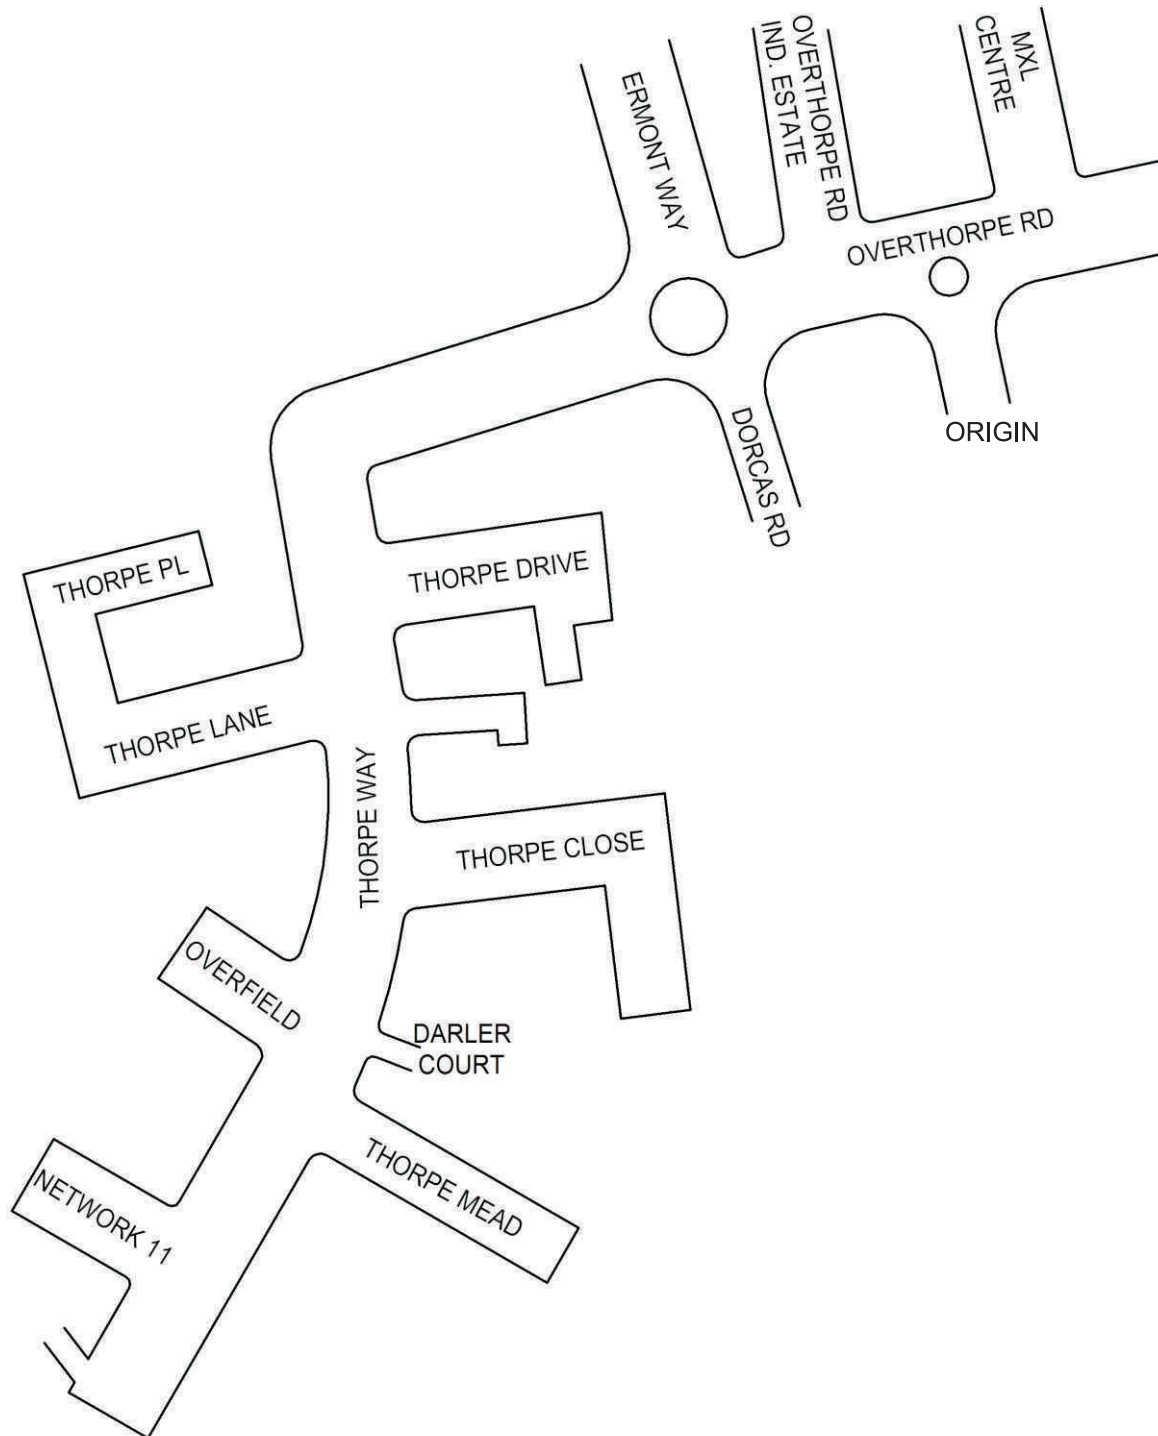 ERMONT WAY
OVERTHORPE RD
IND. ESTATE
MXL
CENTRE
OVERTHORPE RD
ORIGIN
DORCAS RD
THORPE PL
THORPE DRIVE
THORPE LANE
THORPE WAY
THORPE CLOSE
OVERFIELD
DARLER
COURT
THORPE MEAD
NETWORK 11